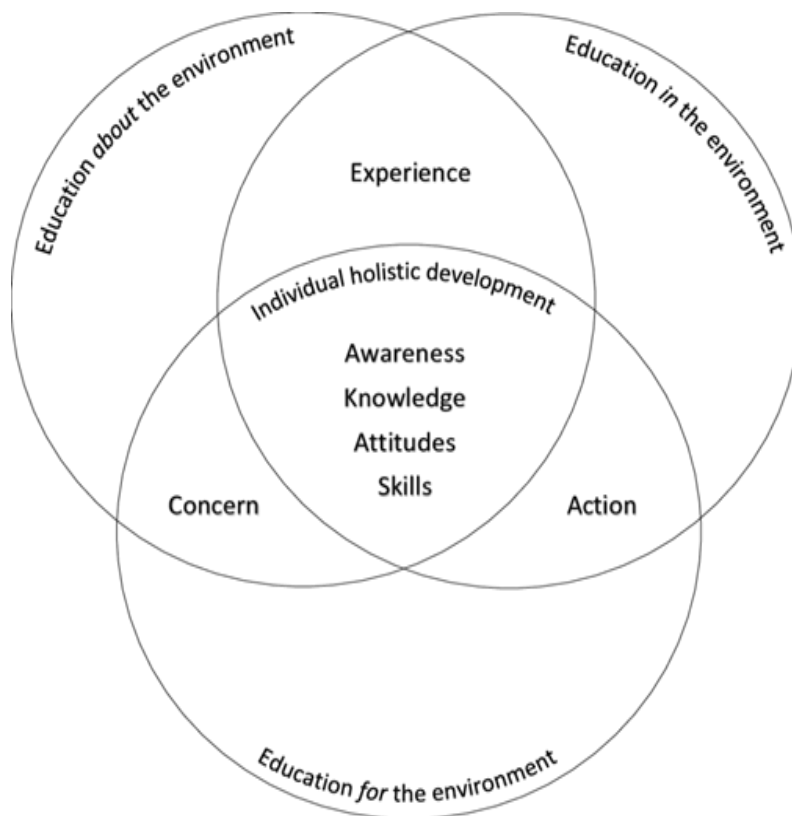 Education about the environment
Education in the environment
Experience
Individual holistic development
Awareness
Knowledge
Attitudes
Skills
Concern
Action
Education for the environment